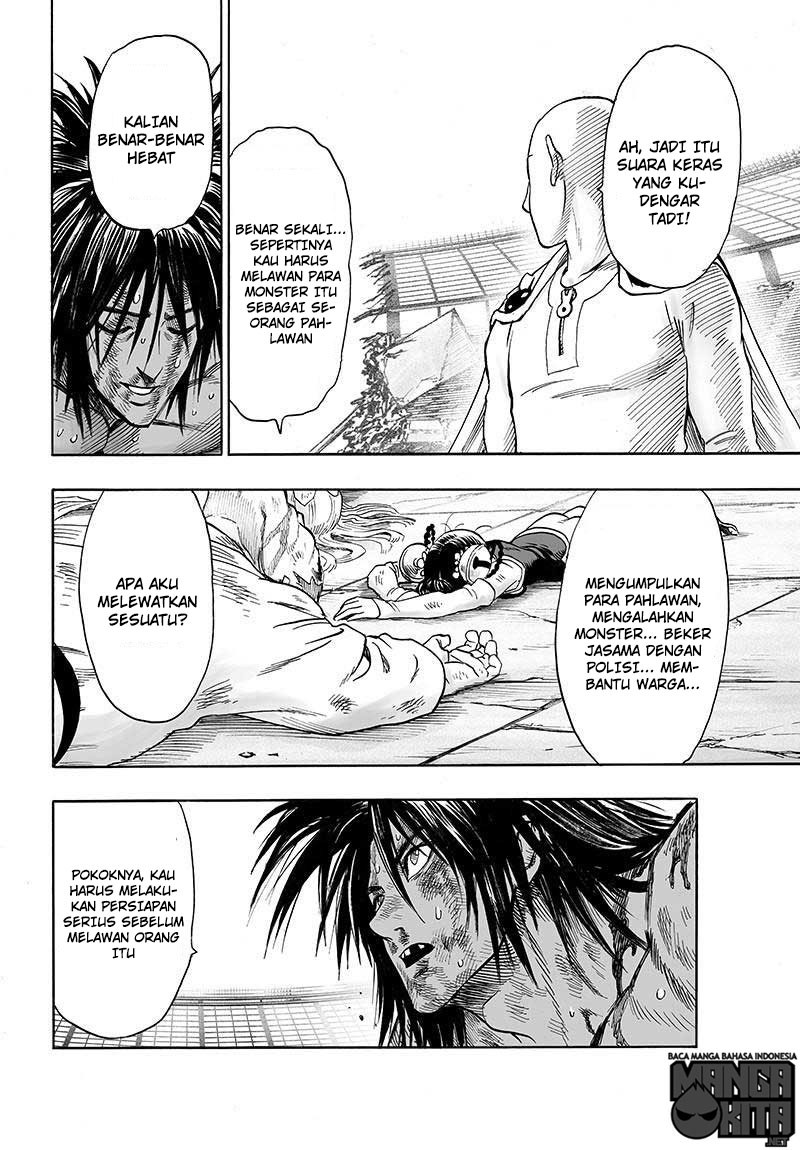 AH, JADI ITU
SUARA KERAS
YANG KU-
DENGAR
TADI!
BENAR SEKALI...
SEPERTINYA
KAU HARUS
MELAWAN PARA
MONSTER ITU
SEBAGAI SE-
ORANG PAH-
LAWAN
KALIAN
BENAR-BENAR
HEBAT
MENGUMPULKAN
PARA PAHLAWAN,
MENGALAHKAN
MONSTER... BEKER
JASAMA DENGAN
POLISI... MEM-
BANTU WARGA...
APA AKU
MELEWATKAN
SESUATU?
POKOKNYA, KAU
HARUS MELAKU-
KAN PERSIAPAN
SERIUS SEBELUM
MELAWAN ORANG
ITU
BACA MANGA BAHASA INDONESIA
MANGA
KITA
.NET